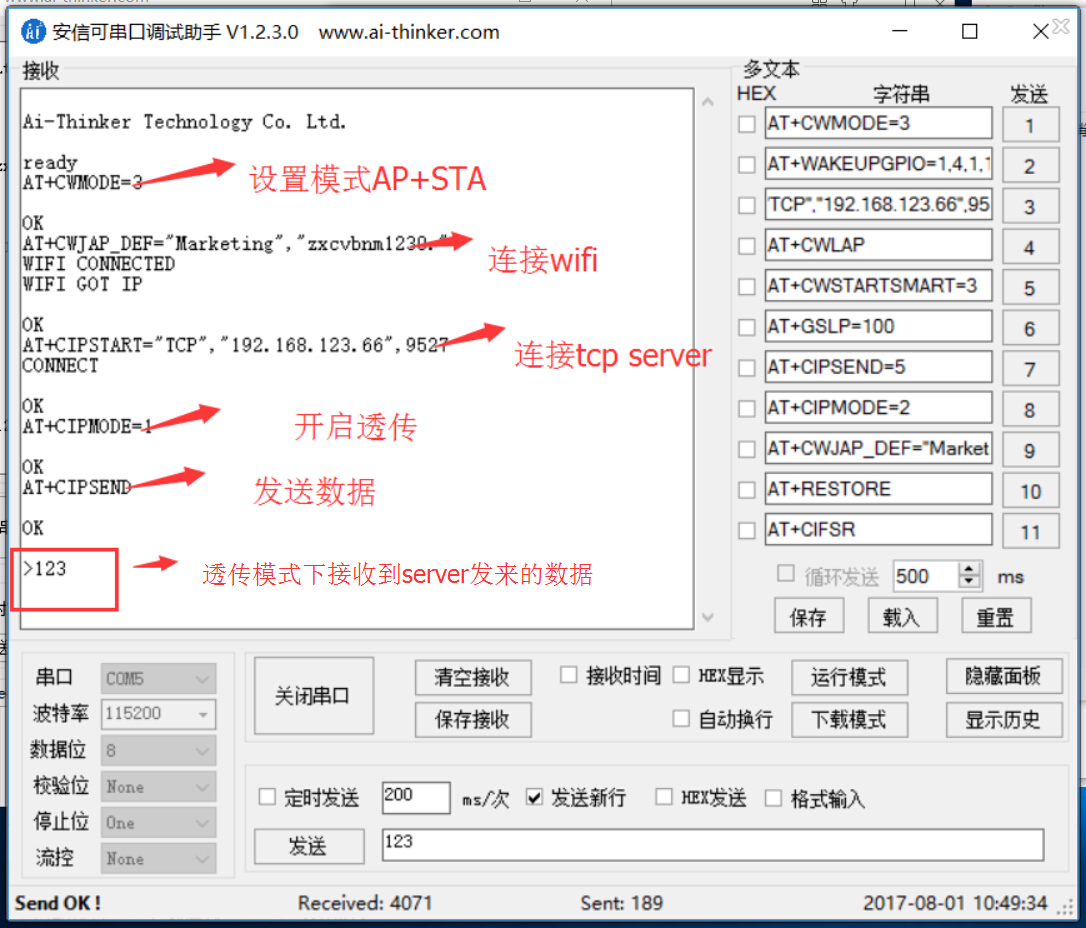 安信可串口调试助手 V1.2.3.0 www.ai-thinker.com
接收
Ai-Thinker Technology Co. Ltd.
ready
AT+CWMODE=3
设置模式AP+STA
OK
AT+CWJAP_DEF="Marketing","zxcvbnm1230."
连接wifi
WIFI CONNECTED
WIFI GOT IP
OK
AT+CIPSTART="TCP","192.168.123.66",9527
连接tcp server
CONNECT
OK
AT+CIPMODE=1
开启透传
OK
AT+CIPSEND
发送数据
OK
>123
透传模式下接收到server发来的数据
多文本
HEX 字符串 发送
AT+CWMODE=3 1
AT+WAKEUPGPIO=1,4,1,1 2
TCP","192.168.123.66",95 3
AT+CWLAP 4
AT+CWSTARTSMART=3 5
AT+GSLP=100 6
AT+CIPSEND=5 7
AT+CIPMODE=2 8
AT+CWJAP_DEF="Market 9
AT+RESTORE 10
AT+CIFSR 11
循环发送 500 ms
保存 载入 重置
串口 COM5
波特率 115200
数据位 8
校验位 None
停止位 One
流控 None
关闭串口
清空接收 接收时间 HEX显示 运行模式 隐藏面板
保存接收 自动换行 下载模式 显示历史
定时发送 200 ms/次 发送新行 HEX发送 格式输入
发送 123
Send OK ! Received: 4071 Sent: 189 2017-08-01 10:49:34